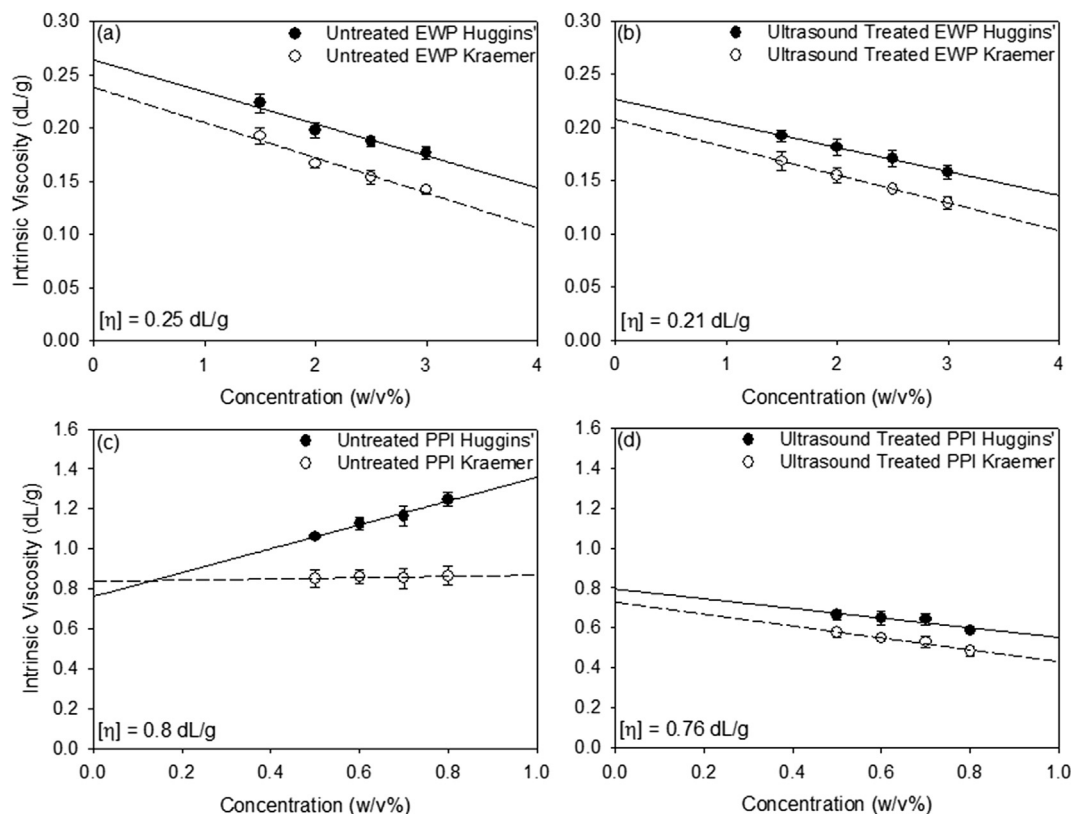 (a)
Untreated EWP Huggins'
Untreated EWP Kraemer
0.30
0.25
0.20
0.15
0.10
0.05
0.00
Intrinsic Viscosity (dL/g)
[η] = 0.25 dL/g
0 1 2 3 4
Concentration (w/v%)
(b)
Ultrasound Treated EWP Huggins'
Ultrasound Treated EWP Kraemer
0.30
0.25
0.20
0.15
0.10
0.05
0.00
[η] = 0.21 dL/g
0 1 2 3 4
Concentration (w/v%)
(c)
Untreated PPI Huggins'
Untreated PPI Kraemer
1.6
1.4
1.2
1.0
0.8
0.6
0.4
0.2
0.0
Intrinsic Viscosity (dL/g)
[η] = 0.8 dL/g
0.0 0.2 0.4 0.6 0.8 1.0
Concentration (w/v%)
(d)
Ultrasound Treated PPI Huggins'
Ultrasound Treated PPI Kraemer
1.6
1.4
1.2
1.0
0.8
0.6
0.4
0.2
0.0
[η] = 0.76 dL/g
0.0 0.2 0.4 0.6 0.8 1.0
Concentration (w/v%)